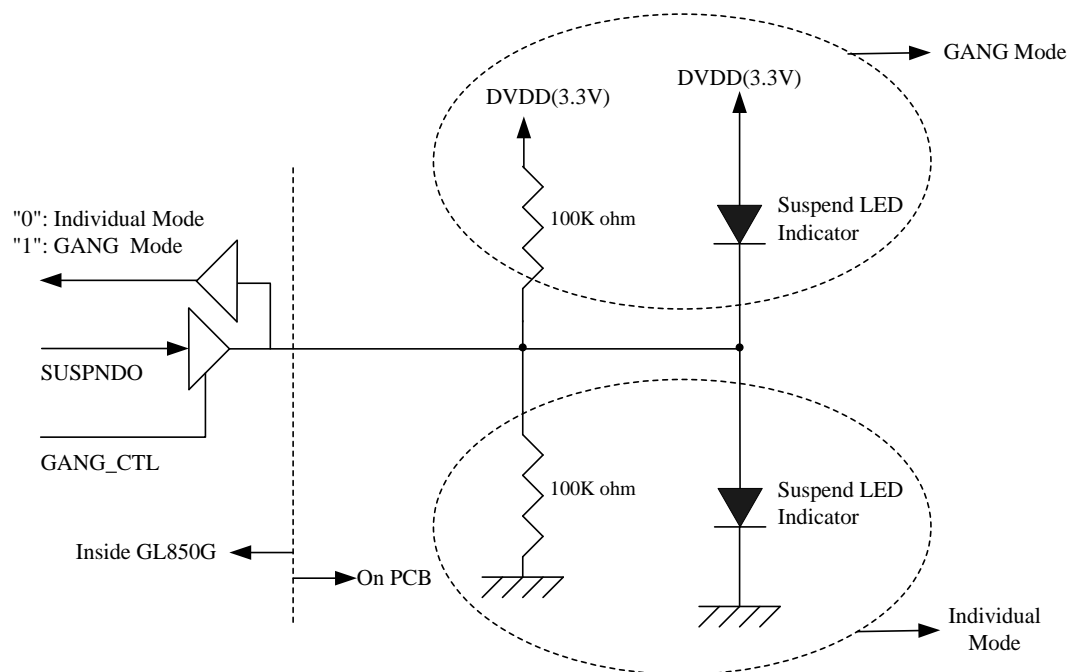 GANG Mode
DVDD(3.3V)
DVDD(3.3V)
"0": Individual Mode
"1": GANG Mode
100K ohm
Suspend LED
Indicator
SUSPNDO
GANG_CTL
100K ohm
Suspend LED
Indicator
Inside GL850G
On PCB
Individual
Mode